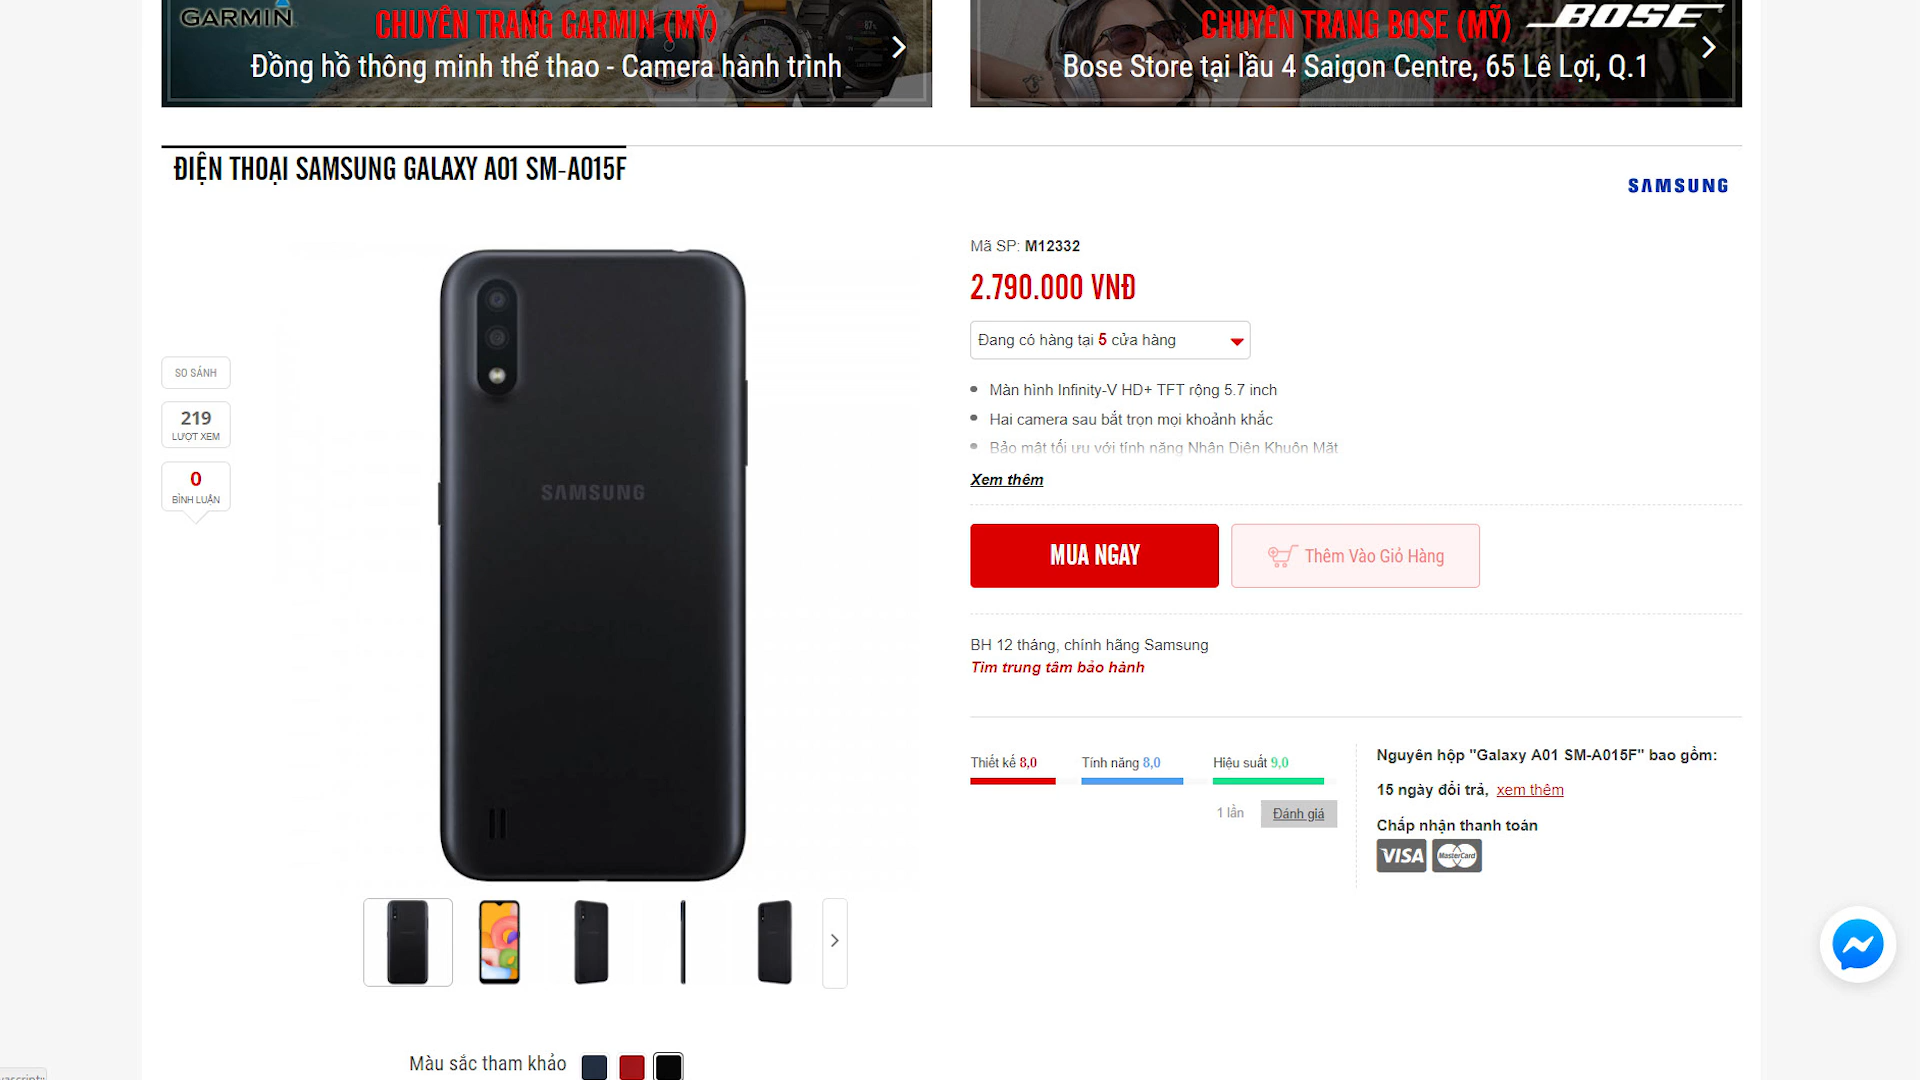 GARMIN
CHUYÊN TRANG GARMIN (MỸ)
Đồng hồ thông minh thể thao - Camera hành trình
CHUYÊN TRANG BOSE (MỸ)
BOSE
Bose Store tại lầu 4 Saigon Centre, 65 Lê Lợi, Q.1
ĐIỆN THOẠI SAMSUNG GALAXY A01 SM-A015F
SAMSUNG
SO SÁNH
219
LƯỢT XEM
0
BÌNH LUẬN
SAMSUNG
Mã SP: M12332
2.790.000 VNĐ
Đang có hàng tại 5 cửa hàng
Màn hình Infinity-V HD+ TFT rộng 5.7 inch
Hai camera sau bắt trọn mọi khoảnh khắc
Bảo mật tối ưu với tính năng Nhận Diện Khuôn Mặt
Xem thêm
MUA NGAY
Thêm Vào Giỏ Hàng
BH 12 tháng, chính hãng Samsung
Tìm trung tâm bảo hành
Thiết kế 8,0
Tính năng 8,0
Hiệu suất 9,0
1 lần
Đánh giá
Nguyên hộp "Galaxy A01 SM-A015F" bao gồm:
15 ngày đổi trả, xem thêm
Chấp nhận thanh toán
VISA
MasterCard
Màu sắc tham khảo